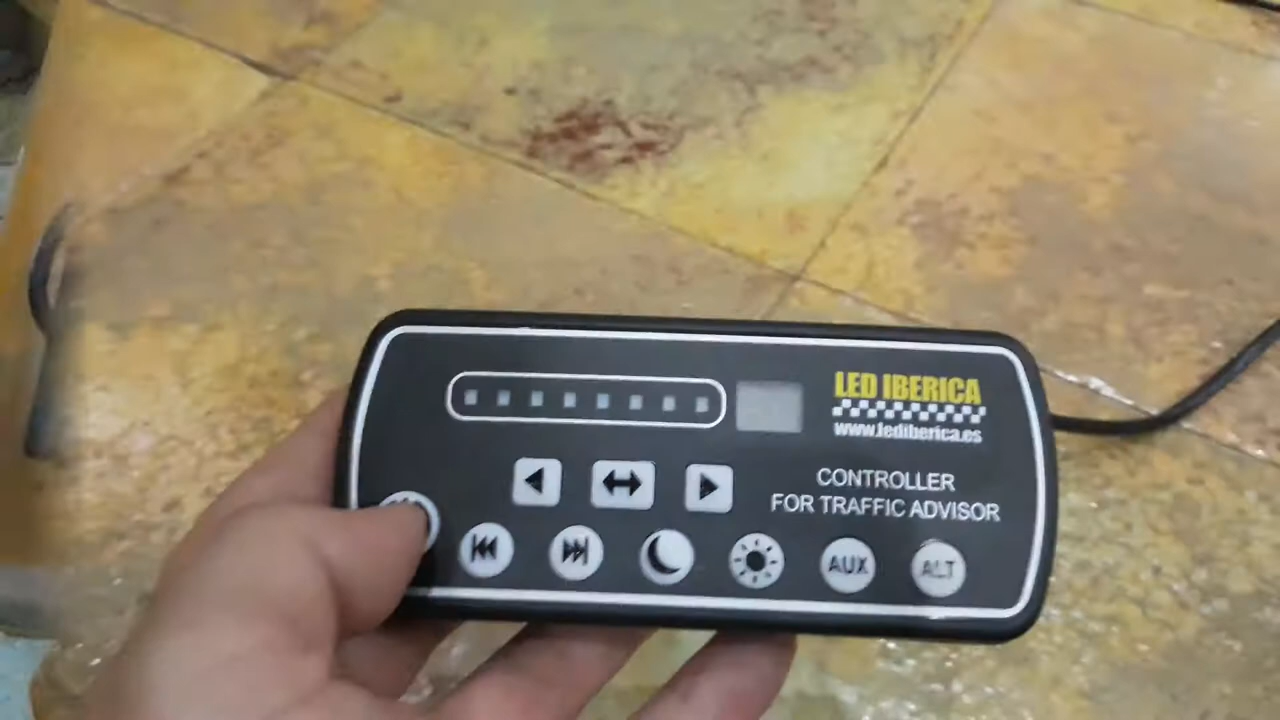 LED IBERICA
www.lediberica.es
CONTROLLER
FOR TRAFFIC ADVISOR
AUX
ALT